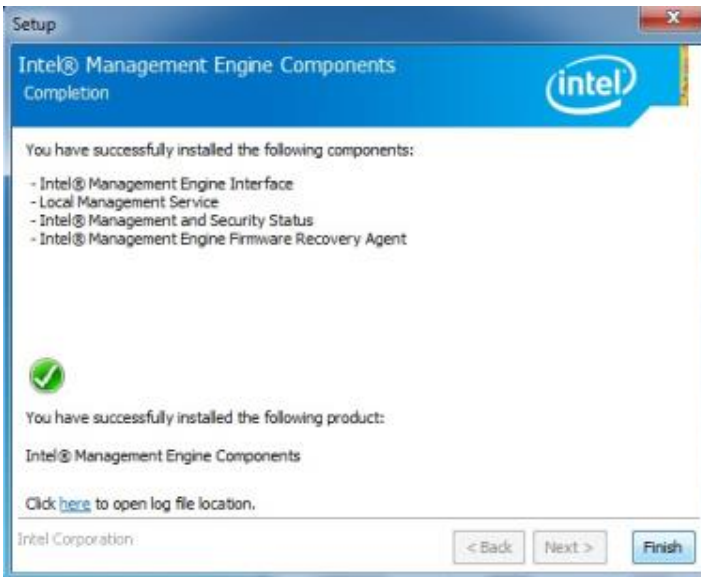 Setup
Intel® Management Engine Components
Completion
intel
You have successfully installed the following components:
- Intel® Management Engine Interface
- Local Management Service
- Intel® Management and Security Status
- Intel® Management Engine Firmware Recovery Agent
You have successfully installed the following product:
Intel® Management Engine Components
Click here to open log file location.
Intel Corporation
< Back Next > Finish